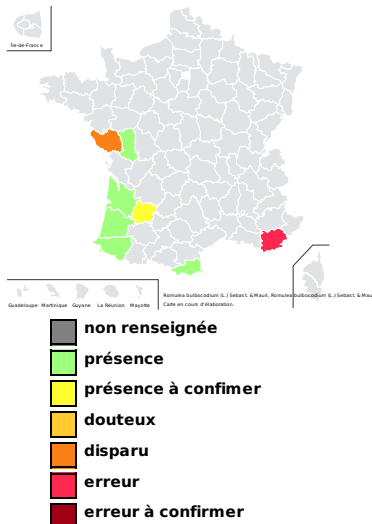 Île-de-France
Guadeloupe Martinique Guyane La Réunion Mayotte
Romulea bulbocodium (L.) Sebast. & Mauri, Romulea bulbocodium (L.) Sebast. & Mau
Carte en cours d'élaboration.
non renseignée
présence
présence à confimer
douteux
disparu
erreur
erreur à confirmer